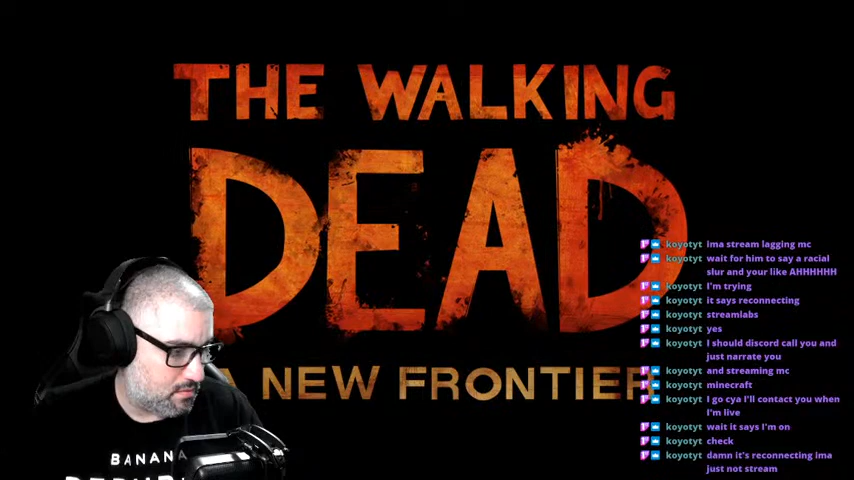 THE WALKING
DEAD
A NEW FRONTIER
koyotyt ima stream lagging mc
koyotyt wait for him to say a racial
slur and your like AHHHHHH
koyotyt I'm trying
koyotyt it says reconnecting
koyotyt streamlabs
koyotyt yes
koyotyt I should discord call you and
just narrate you
koyotyt and streaming mc
koyotyt minecraft
koyotyt I go cya I'll contact you when
I'm live
koyotyt wait it says I'm on
koyotyt check
koyotyt damn it's reconnecting ima
just not stream
BANANA